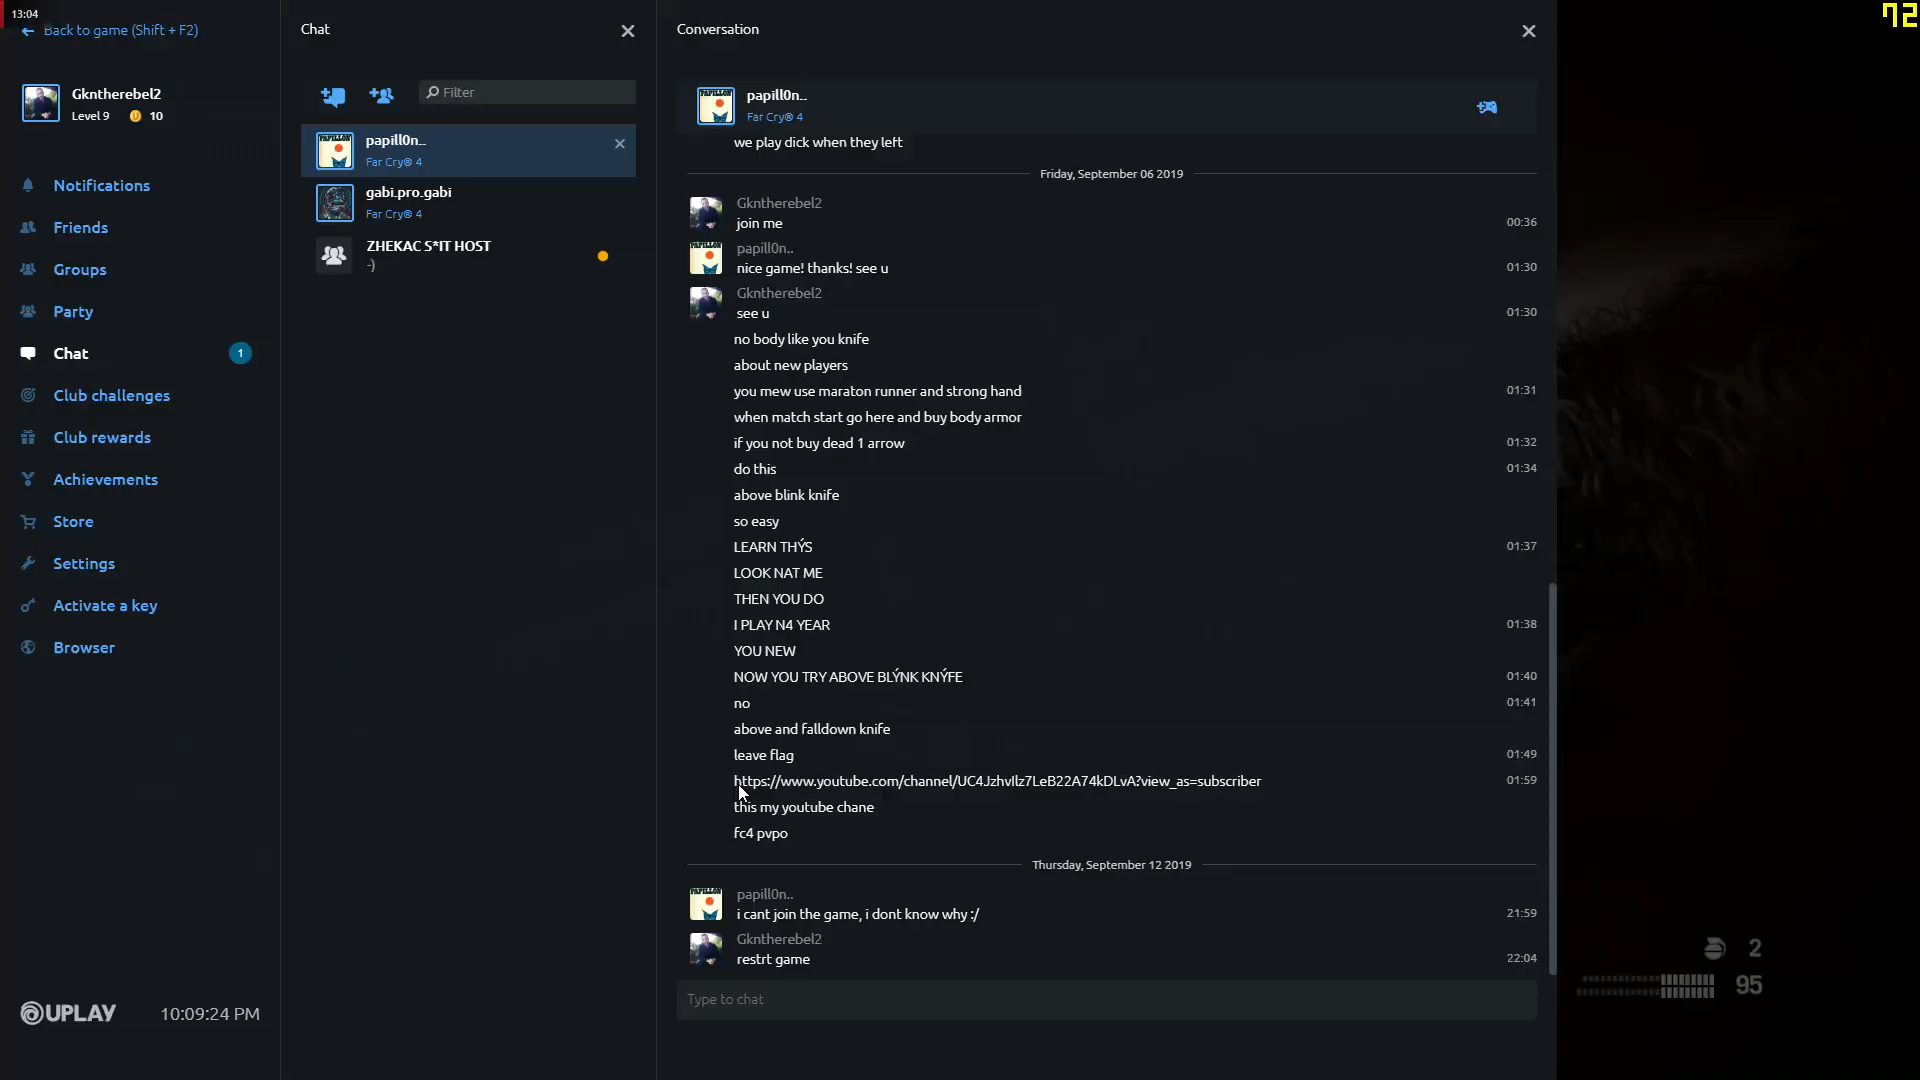 13:04
Back to game (Shift + F2)
Gkntherebel2
Level 9 10
Notifications
Friends
Groups
Party
Chat 1
Club challenges
Club rewards
Achievements
Store
Settings
Activate a key
Browser
UPLAY 10:09:24 PM
Chat
Filter
papill0n..
Far Cry® 4
gabi.pro.gabi
Far Cry® 4
ZHEKAC S*IT HOST
-)
Conversation
papill0n..
Far Cry® 4
we play dick when they left
Friday, September 06 2019
Gkntherebel2
join me 00:36
papill0n..
nice game! thanks! see u 01:30
Gkntherebel2
see u 01:30
no body like you knife
about new players
you mew use maraton runner and strong hand 01:31
when match start go here and buy body armor
if you not buy dead 1 arrow 01:32
do this 01:34
above blink knife
so easy
LEARN THÝS 01:37
LOOK NAT ME
THEN YOU DO
I PLAY N4 YEAR 01:38
YOU NEW
NOW YOU TRY ABOVE BLÝNK KNÝFE 01:40
no 01:41
above and falldown knife
leave flag 01:49
https://www.youtube.com/channel/UC4JzhvIlz7LeB22A74kDLvA?view_as=subscriber 01:59
this my youtube chane
fc4 pvpo
Thursday, September 12 2019
papill0n..
i cant join the game, i dont know why :/ 21:59
Gkntherebel2
restrt game 22:04
Type to chat
72
2
95
PAPILLON
PAPILLON
PAPILLON
PAPILLON